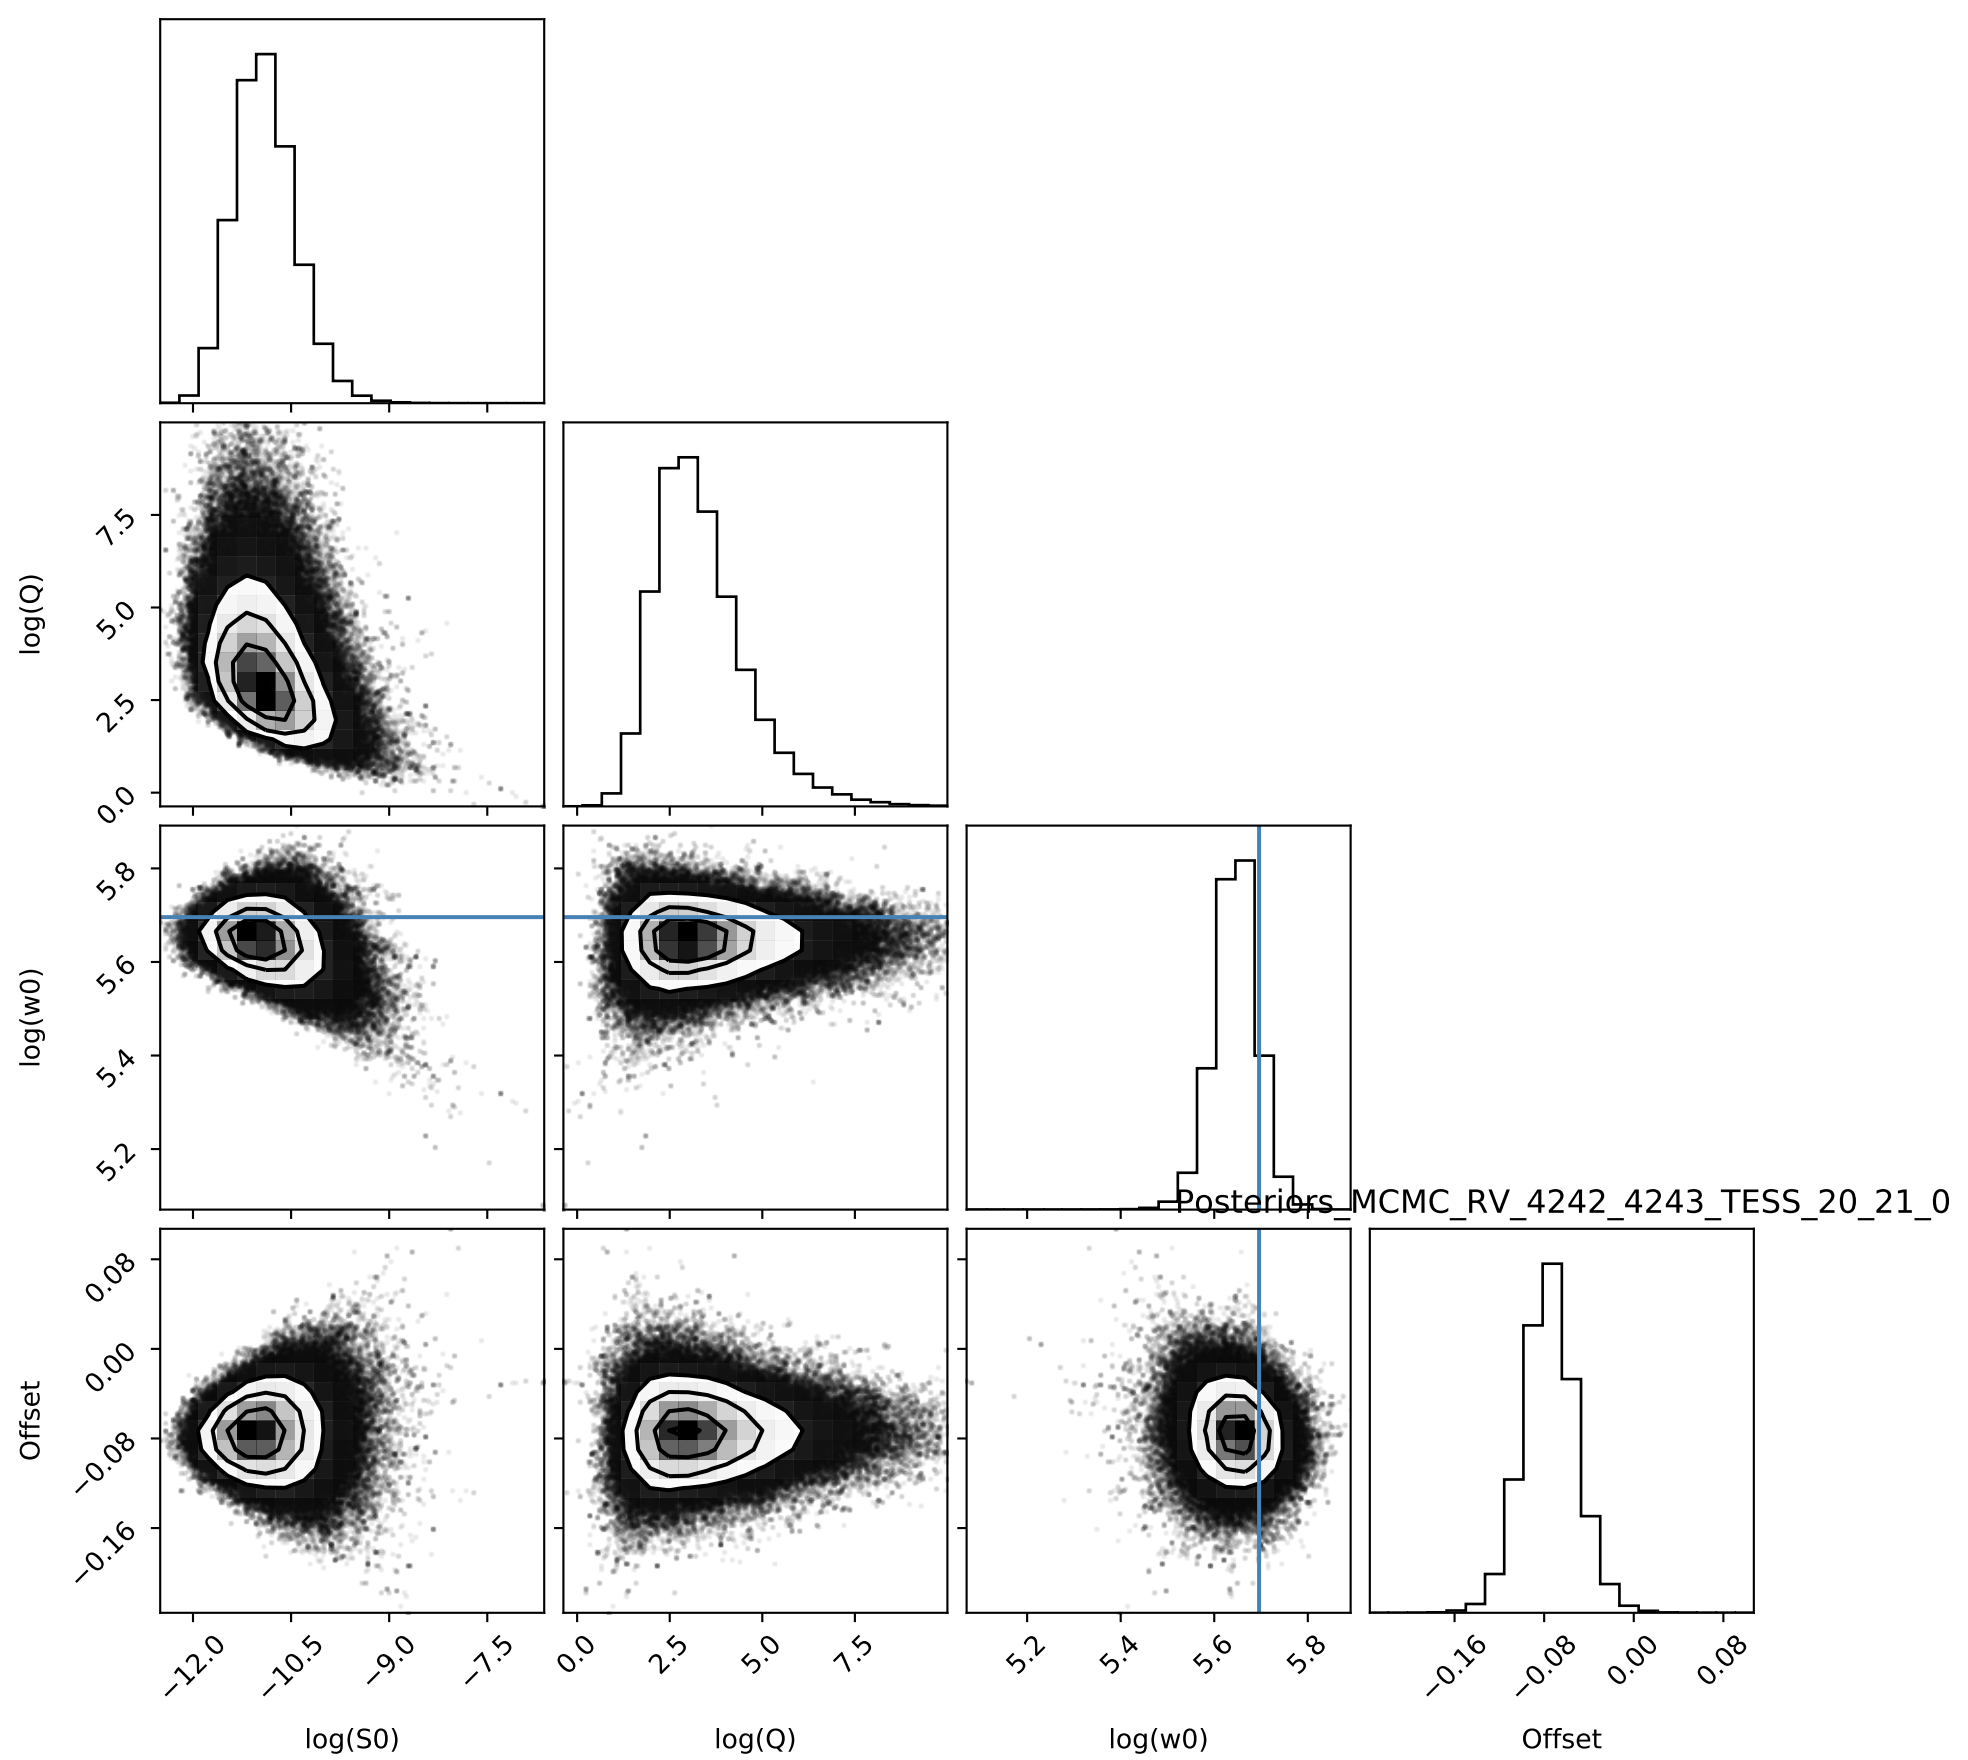 log(Q)
7.5
5.0
2.5
0.0
log(w0)
5.8
5.6
5.4
5.2
Posteriors_MCMC_RV_4242_4243_TESS_20_21_0
Offset
0.08
0.00
−0.08
−0.16
−12.0 −10.5 −9.0 −7.5 0.0 2.5 5.0 7.5 5.2 5.4 5.6 5.8 −0.16 −0.08 0.00 0.08
log(S0) log(Q) log(w0) Offset